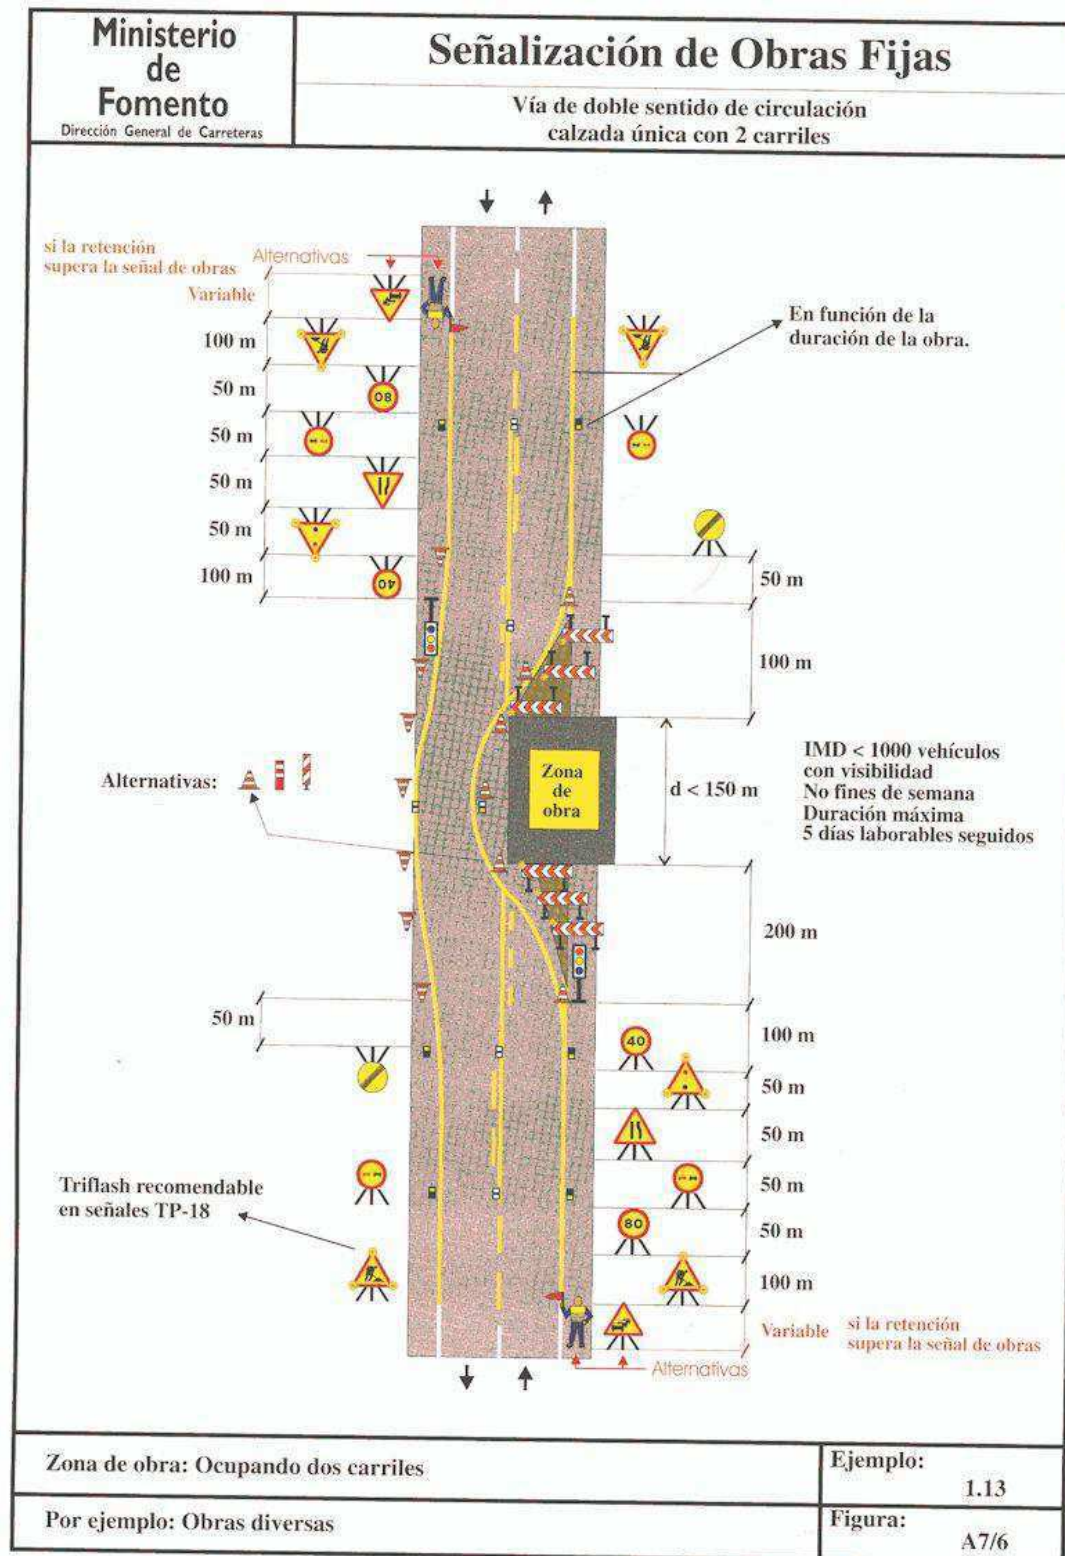 Ministerio
de
Fomento
Dirección General de Carreteras
Señalización de Obras Fijas
Vía de doble sentido de circulación
calzada única con 2 carriles
si la retención
supera la señal de obras
Alternativas
Variable
100 m
50 m
50 m
50 m
50 m
100 m
80
40
En función de la
duración de la obra.
50 m
100 m
Alternativas:
Zona
de
obra
d < 150 m
IMD < 1000 vehículos
con visibilidad
No fines de semana
Duración máxima
5 días laborables seguidos
200 m
50 m
100 m
50 m
50 m
50 m
50 m
100 m
40
80
Triflash recomendable
en señales TP-18
Variable
si la retención
supera la señal de obras
Alternativas
Zona de obra: Ocupando dos carriles
Ejemplo:
1.13
Por ejemplo: Obras diversas
Figura:
A7/6